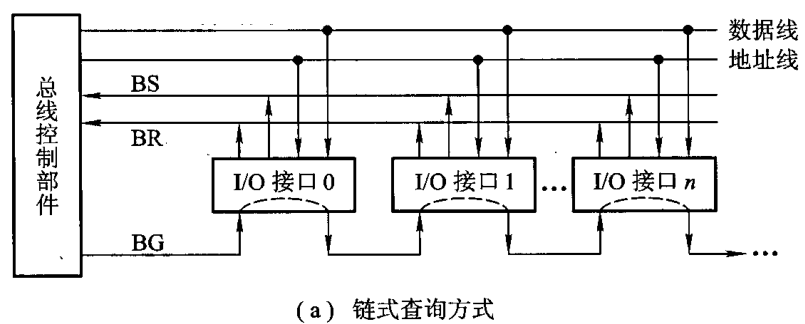 数据线
地址线
BS
BR
总线控制部件
I/O 接口 0
I/O 接口 1
…
I/O 接口 n
BG
…
(a) 链式查询方式